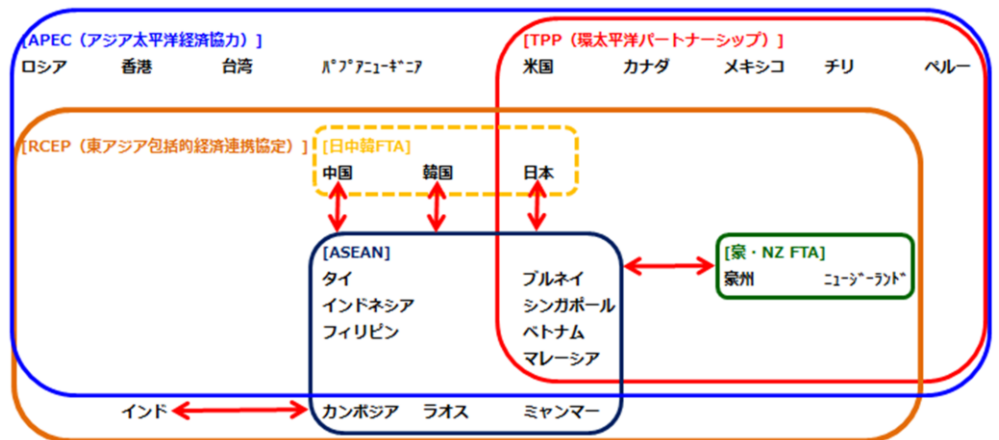 [APEC（アジア太平洋経済協力）] [TPP（環太平洋パートナーシップ）]
ロシア 香港 台湾 ﾊﾟﾌﾟｱﾆｭｰｷﾞﾆｱ 米国 カナダ メキシコ チリ ペルー
[RCEP（東アジア包括的経済連携協定）] [日中韓FTA]
中国 韓国 日本
[ASEAN] [豪・NZ FTA]
タイ ブルネイ 豪州 ﾆｭｰｼﾞｰﾗﾝﾄﾞ
インドネシア シンガポール
フィリピン ベトナム
マレーシア
インド カンボジア ラオス ミャンマー